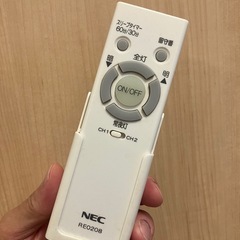 スリープタイマー
60分/30分
留守番
全灯
暗
明
ON/OFF
常夜灯
CH1
CH2
NEC
RE0208